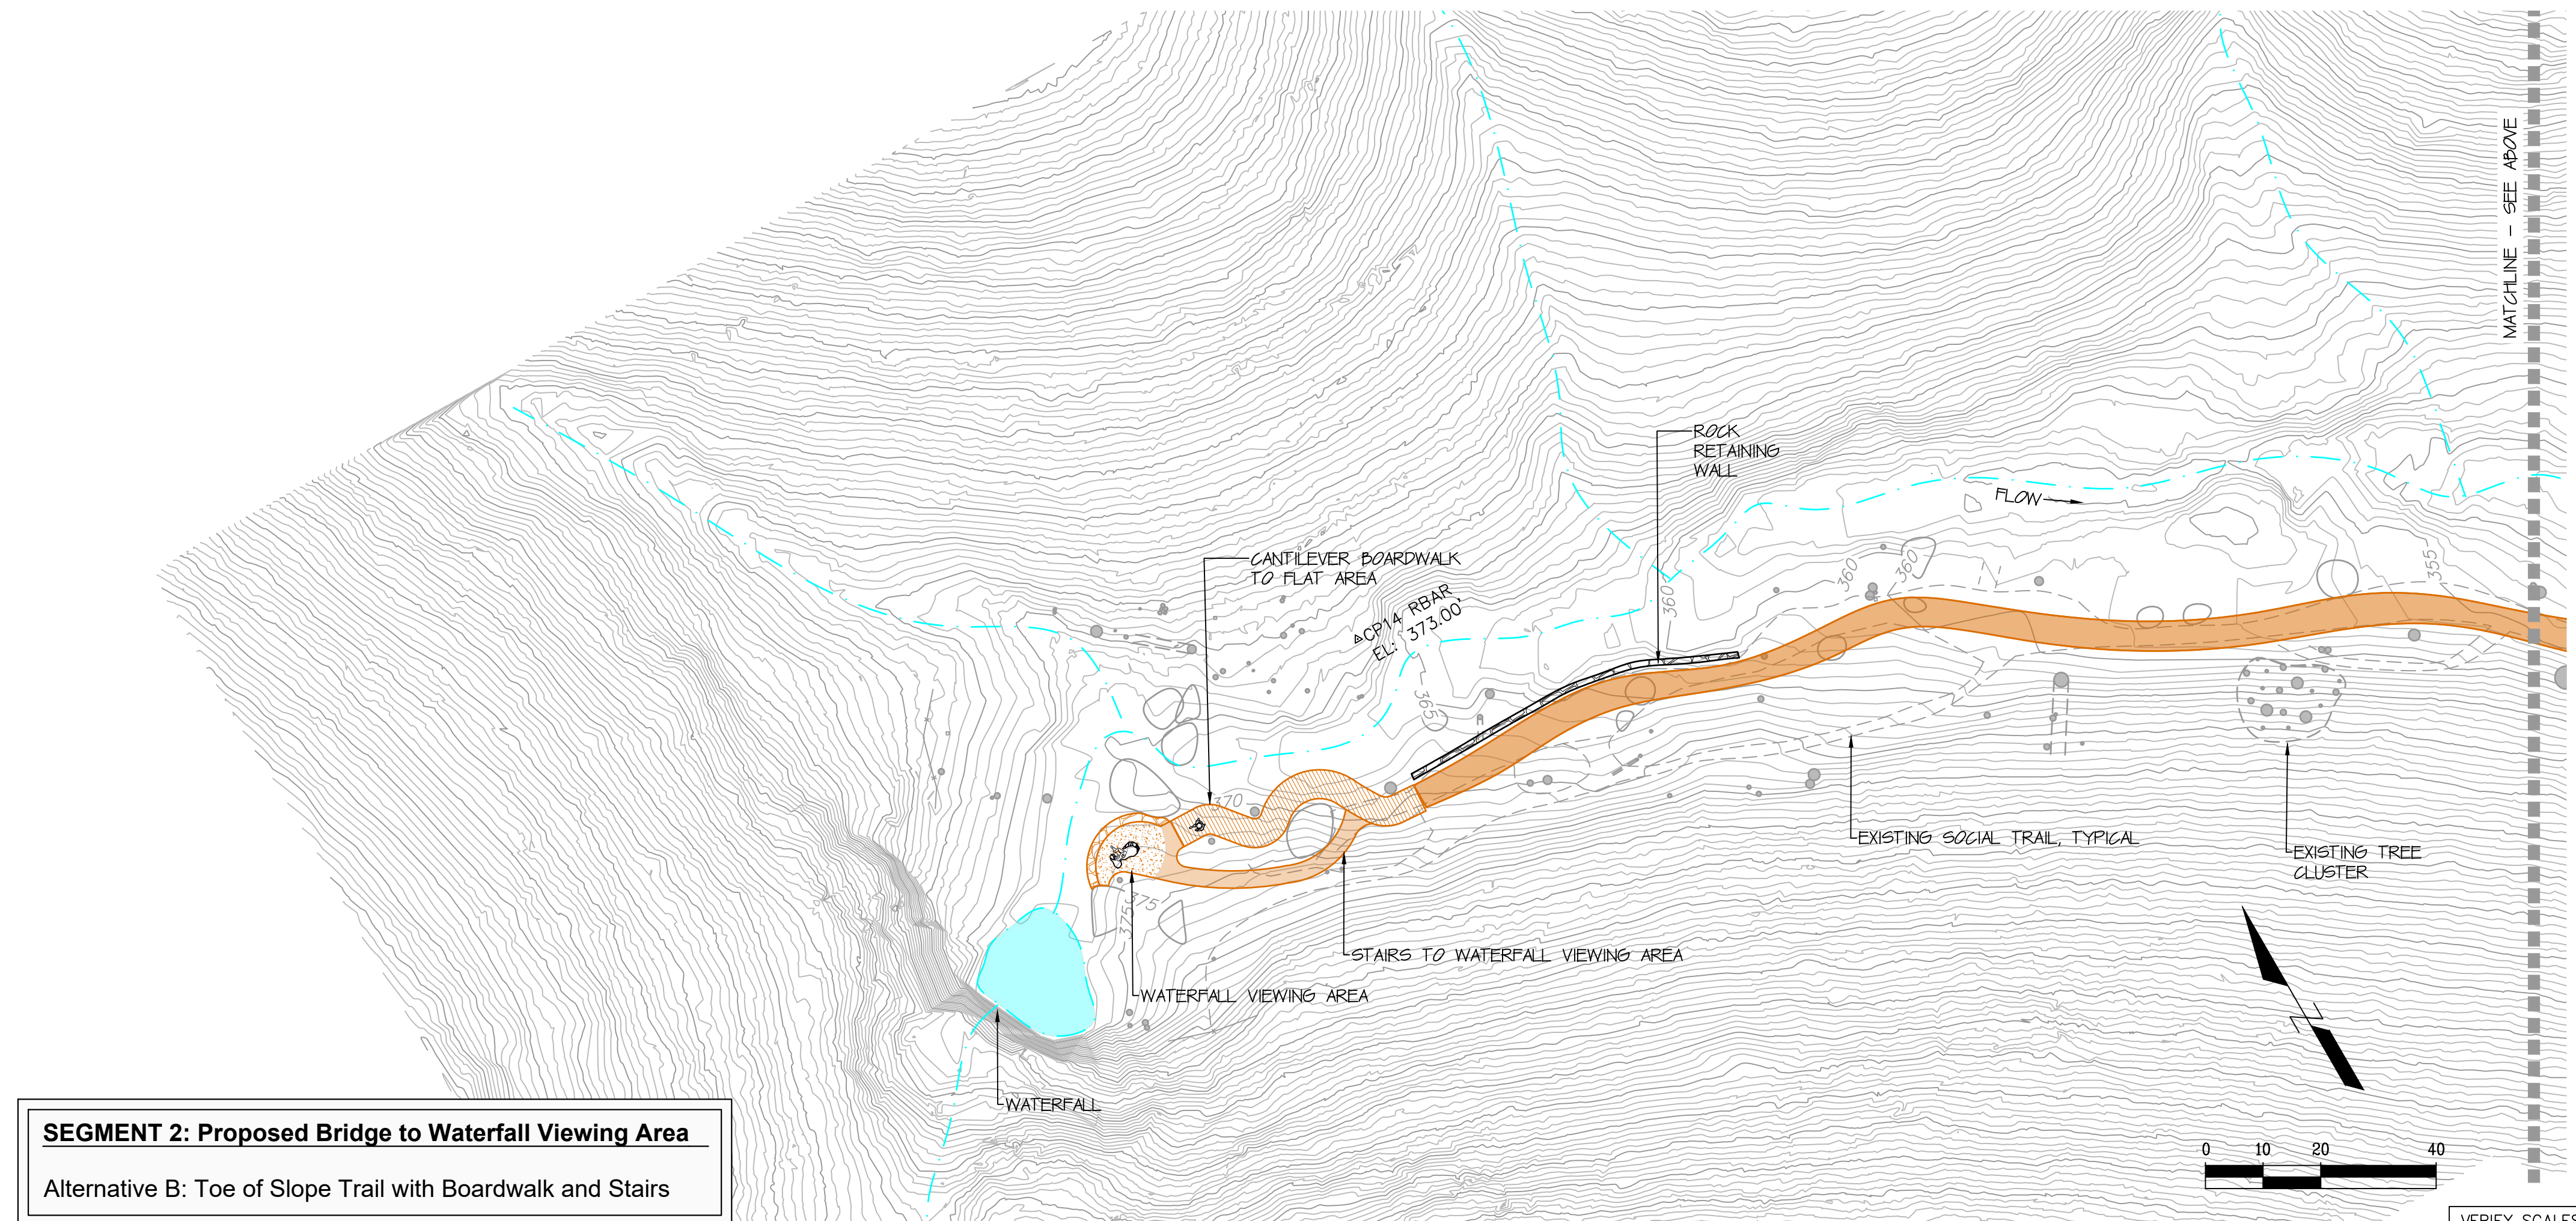 MATCHLINE - SEE ABOVE
ROCK
RETAINING
WALL
FLOW
CANTILEVER BOARDWALK
TO FLAT AREA
CP14 RBAR,
EL: 373.00'
360
360
360
355
365
370
375
375
EXISTING SOCIAL TRAIL, TYPICAL
EXISTING TREE
CLUSTER
STAIRS TO WATERFALL VIEWING AREA
WATERFALL VIEWING AREA
WATERFALL
SEGMENT 2: Proposed Bridge to Waterfall Viewing Area
Alternative B: Toe of Slope Trail with Boardwalk and Stairs
0 10 20 40
VERIFY SCALES